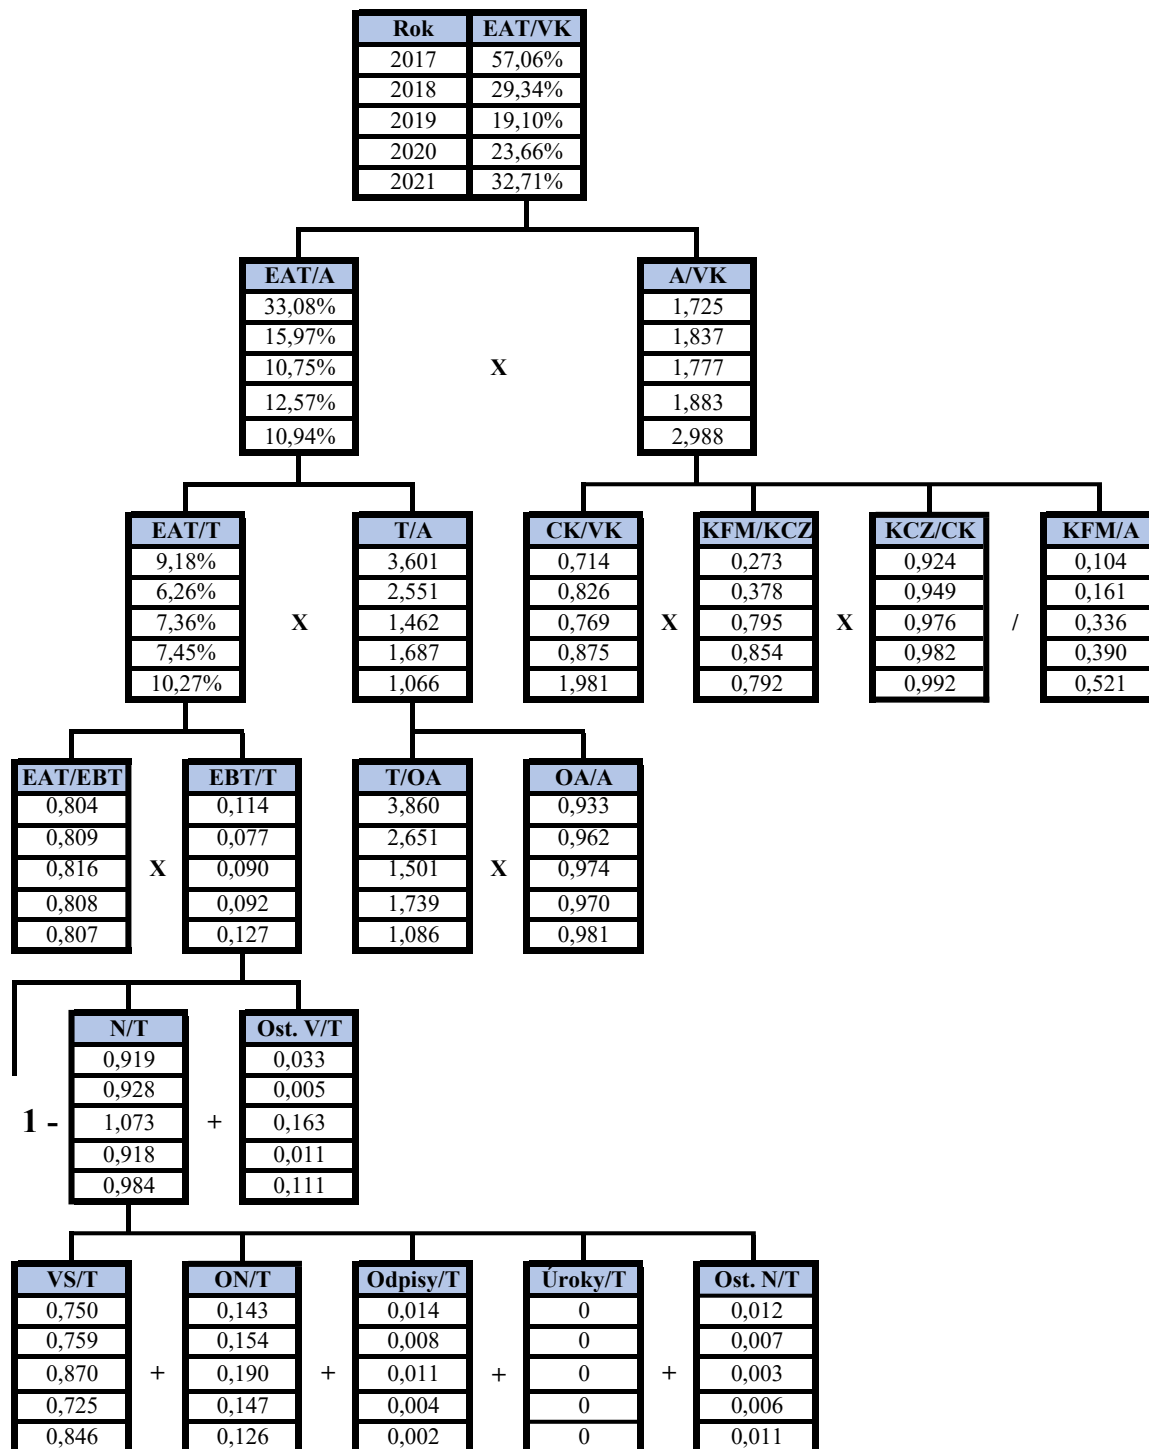 Rok EAT/VK
2017 57,06%
2018 29,34%
2019 19,10%
2020 23,66%
2021 32,71%
EAT/A A/VK
33,08% 1,725
15,97% 1,837
10,75% X 1,777
12,57% 1,883
10,94% 2,988
EAT/T T/A CK/VK KFM/KCZ KCZ/CK KFM/A
9,18% 3,601 0,714 0,273 0,924 0,104
6,26% 2,551 0,826 0,378 0,949 0,161
7,36% X 1,462 0,769 X 0,795 X 0,976 / 0,336
7,45% 1,687 0,875 0,854 0,982 0,390
10,27% 1,066 1,981 0,792 0,992 0,521
EAT/EBT EBT/T T/OA OA/A
0,804 0,114 3,860 0,933
0,809 0,077 2,651 0,962
0,816 X 0,090 1,501 X 0,974
0,808 0,092 1,739 0,970
0,807 0,127 1,086 0,981
N/T Ost. V/T
0,919 0,033
0,928 0,005
1 - 1,073 + 0,163
0,918 0,011
0,984 0,111
VS/T ON/T Odpisy/T Úroky/T Ost. N/T
0,750 0,143 0,014 0 0,012
0,759 0,154 0,008 0 0,007
0,870 + 0,190 + 0,011 + 0 + 0,003
0,725 0,147 0,004 0 0,006
0,846 0,126 0,002 0 0,011